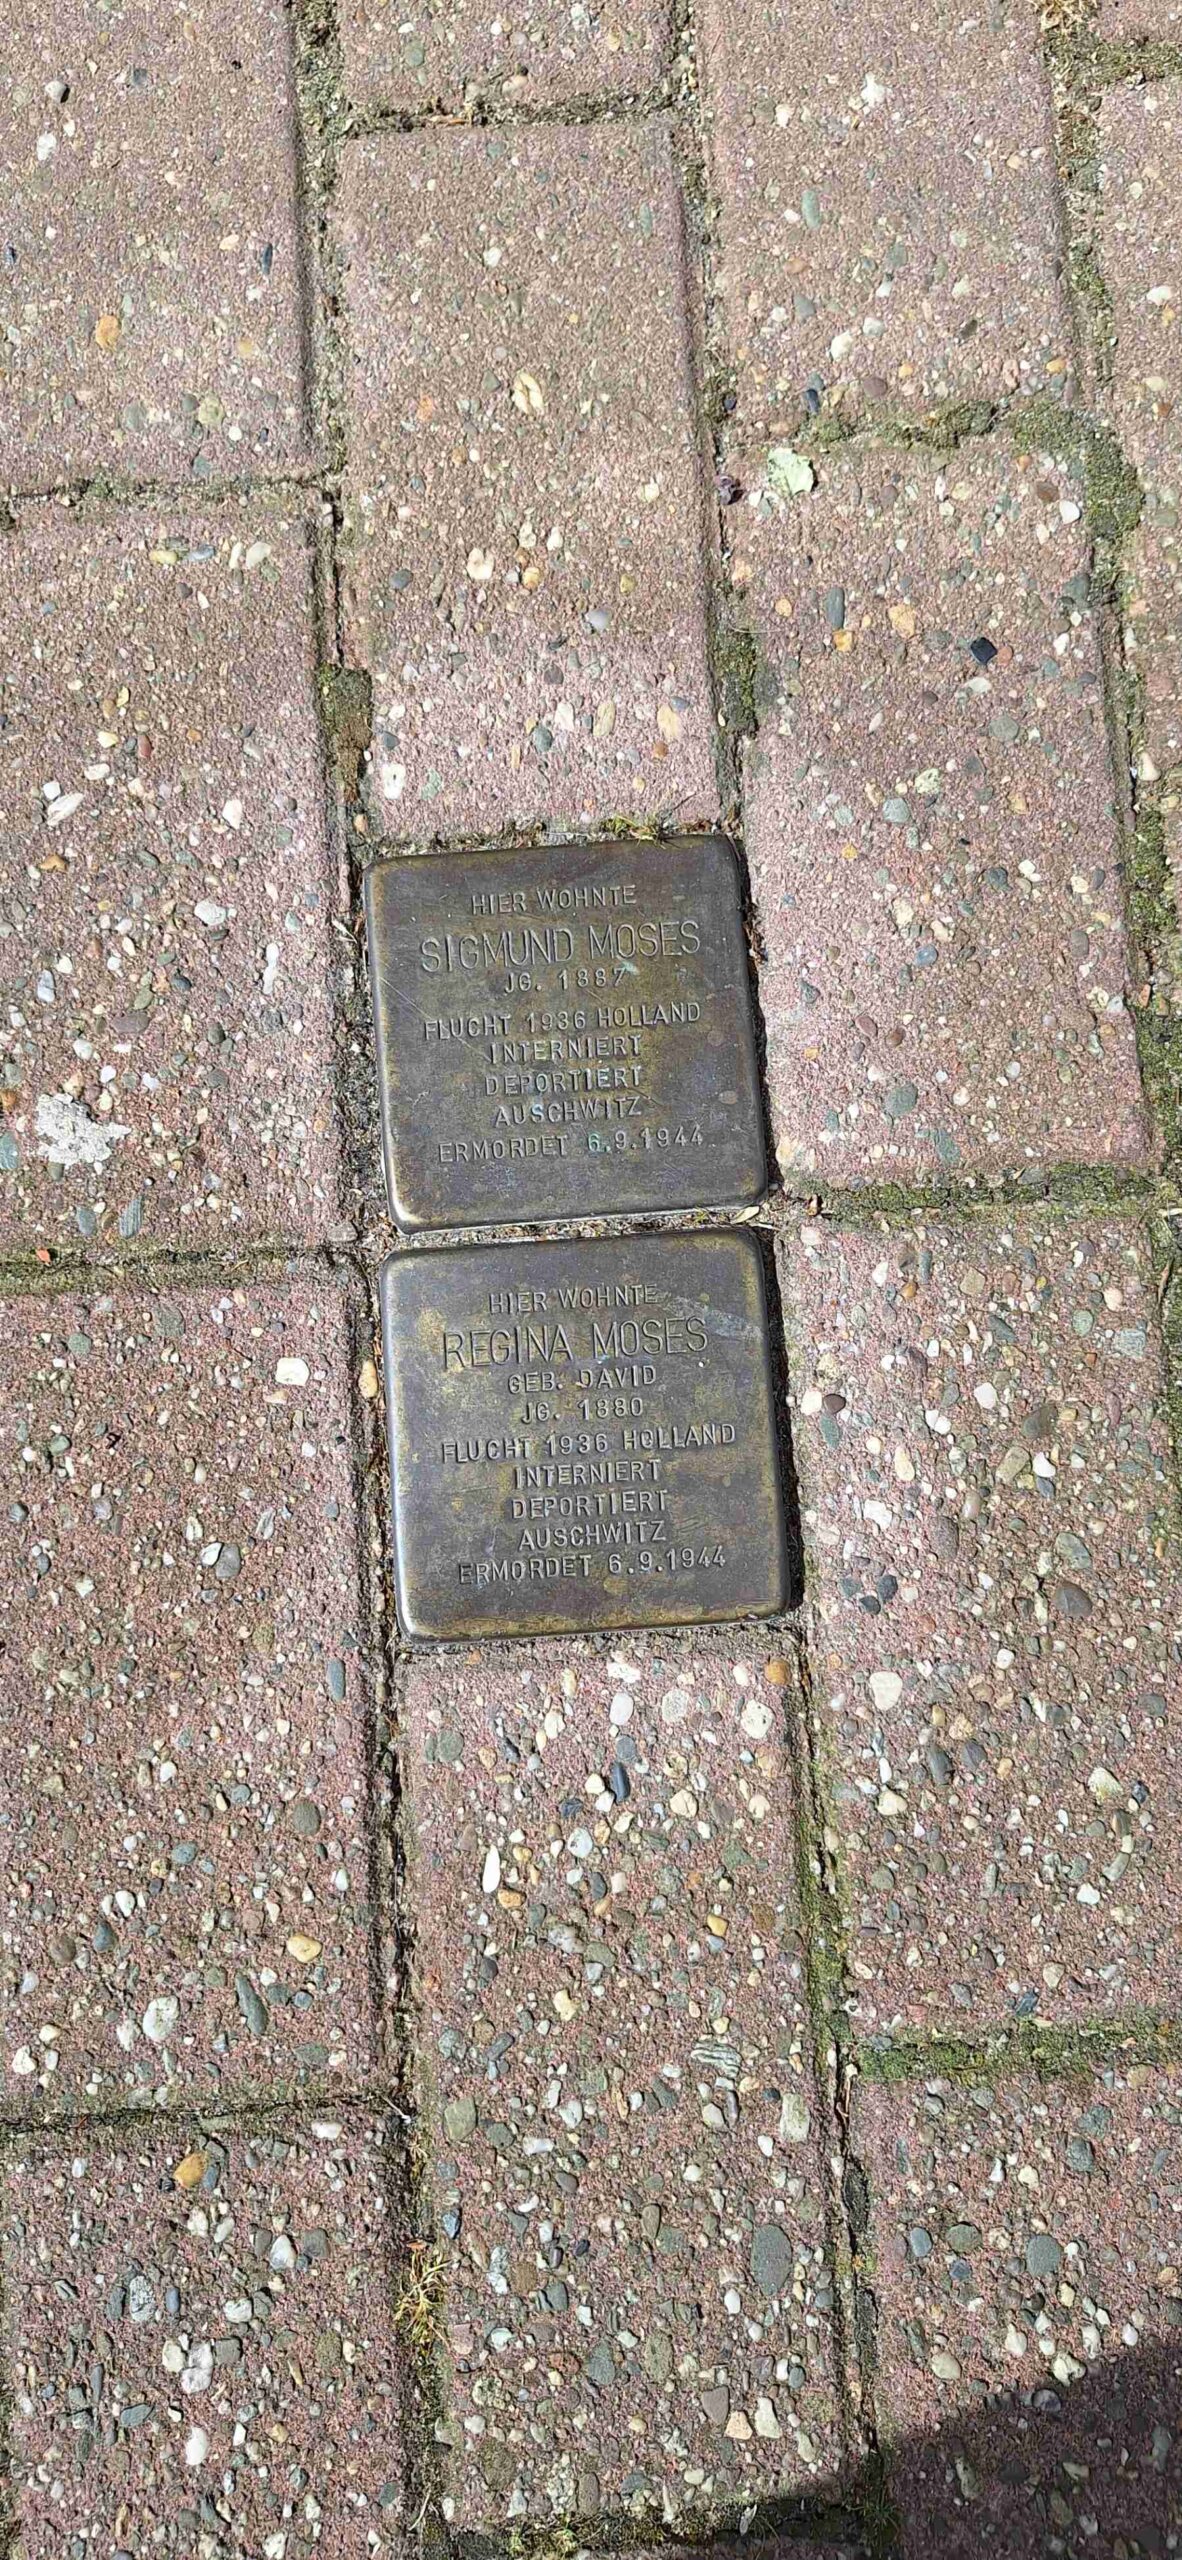 HIER WOHNTE
SIGMUND MOSES
JG. 1887
FLUCHT 1936 HOLLAND
INTERNIERT
DEPORTIERT
AUSCHWITZ
ERMORDET 6.9.1944
HIER WOHNTE
REGINA MOSES
GEB. DAVID
JG. 1880
FLUCHT 1936 HOLLAND
INTERNIERT
DEPORTIERT
AUSCHWITZ
ERMORDET 6.9.1944